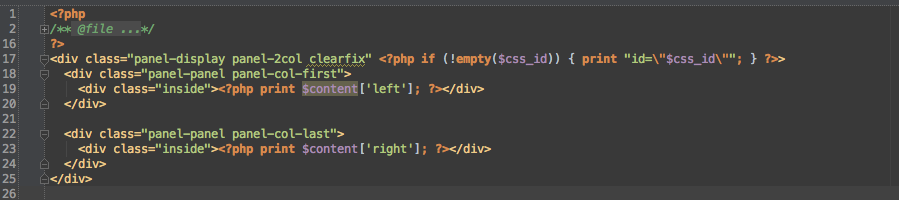 1 <?php
2 /** @file ...*/
16 ?>
17 <div class="panel-display panel-2col clearfix" <?php if (!empty($css_id)) { print "id=\"$css_id\""; } ?>>
18 <div class="panel-panel panel-col-first">
19 <div class="inside"><?php print $content['left']; ?></div>
20 </div>
21
22 <div class="panel-panel panel-col-last">
23 <div class="inside"><?php print $content['right']; ?></div>
24 </div>
25 </div>
26